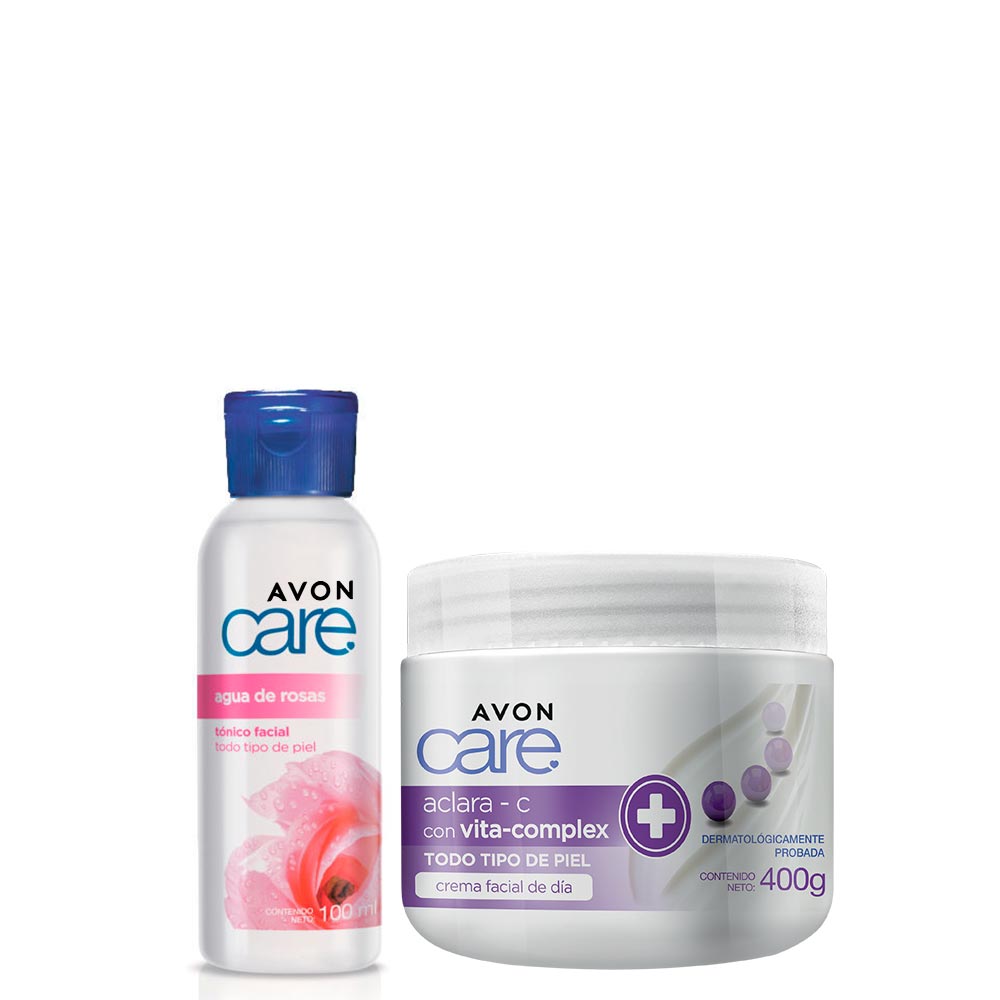 AVON
care
agua de rosas
tónico facial
todo tipo de piel
CONTENIDO
NETO: 100 ml
AVON
care
aclara - c
con vita-complex
TODO TIPO DE PIEL
crema facial de día
DERMATOLÓGICAMENTE
PROBADA
CONTENIDO
NETO: 400g